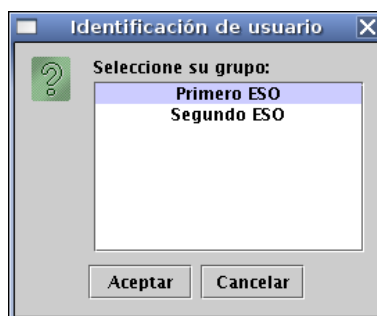 Identificación de usuario
Seleccione su grupo:
Primero ESO
Segundo ESO
Aceptar Cancelar